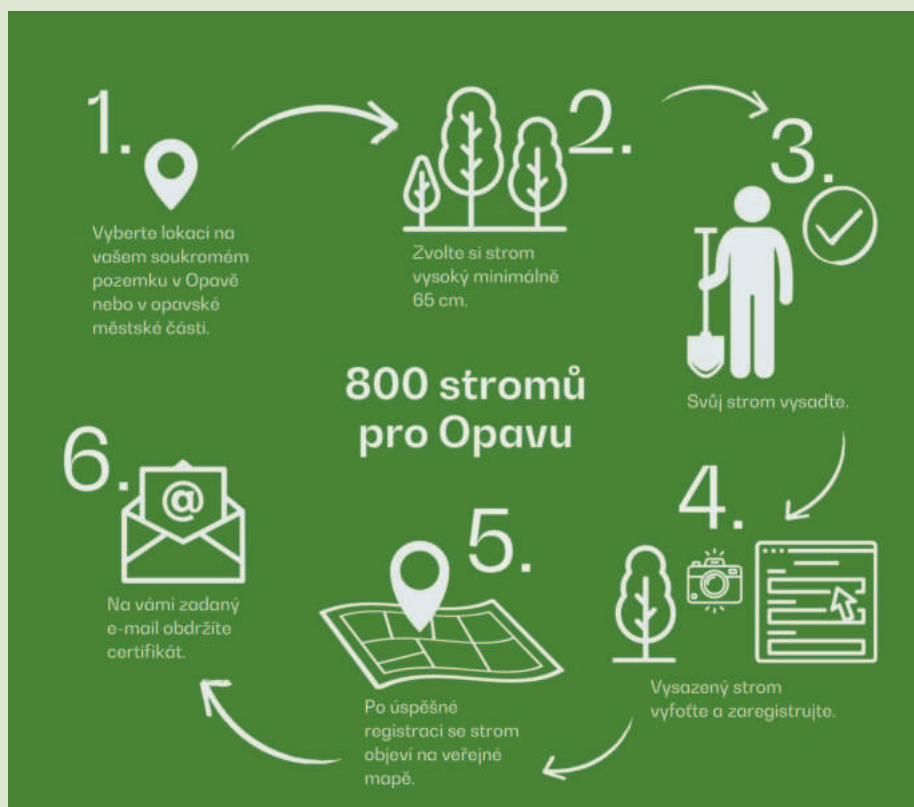 1.
Vyberte lokaci na
vašem soukromém
pozemku v Opavě
nebo v opavské
městské části.
2.
Zvolte si strom
vysoký minimálně
65 cm.
3.
Svůj strom vysaďte.
800 stromů
pro Opavu
4.
Vysazený strom
vyfoťte a zaregistrujte.
5.
Po úspěšné
registraci se strom
objeví na veřejné
mapě.
6.
@
Na vámi zadaný
e-mail obdržíte
certifikát.